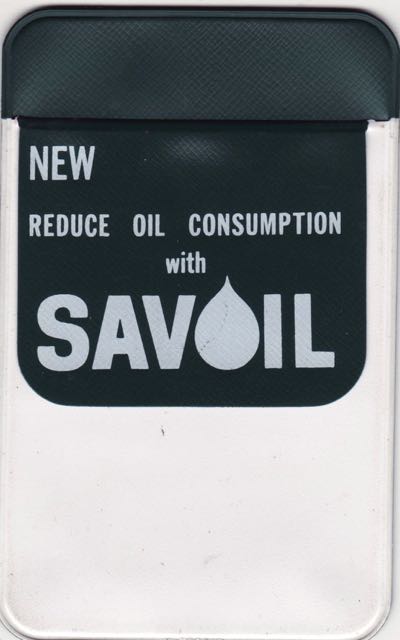 NEW
REDUCE OIL CONSUMPTION
with
SAVOIL